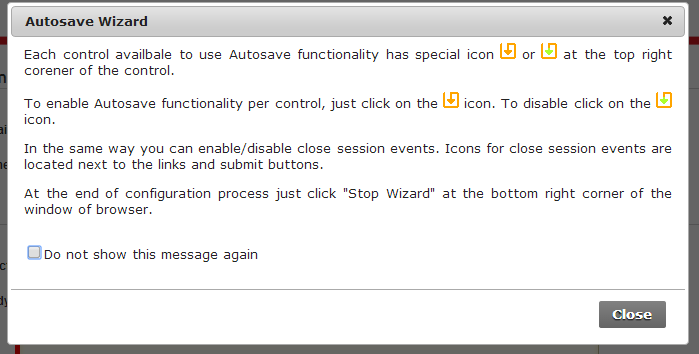 Autosave Wizard
Each control availbale to use Autosave functionality has special icon or at the top right
corener of the control.
To enable Autosave functionality per control, just click on the icon. To disable click on the
icon.
In the same way you can enable/disable close session events. Icons for close session events are
located next to the links and submit buttons.
At the end of configuration process just click "Stop Wizard" at the bottom right corner of the
window of browser.
Do not show this message again
Close